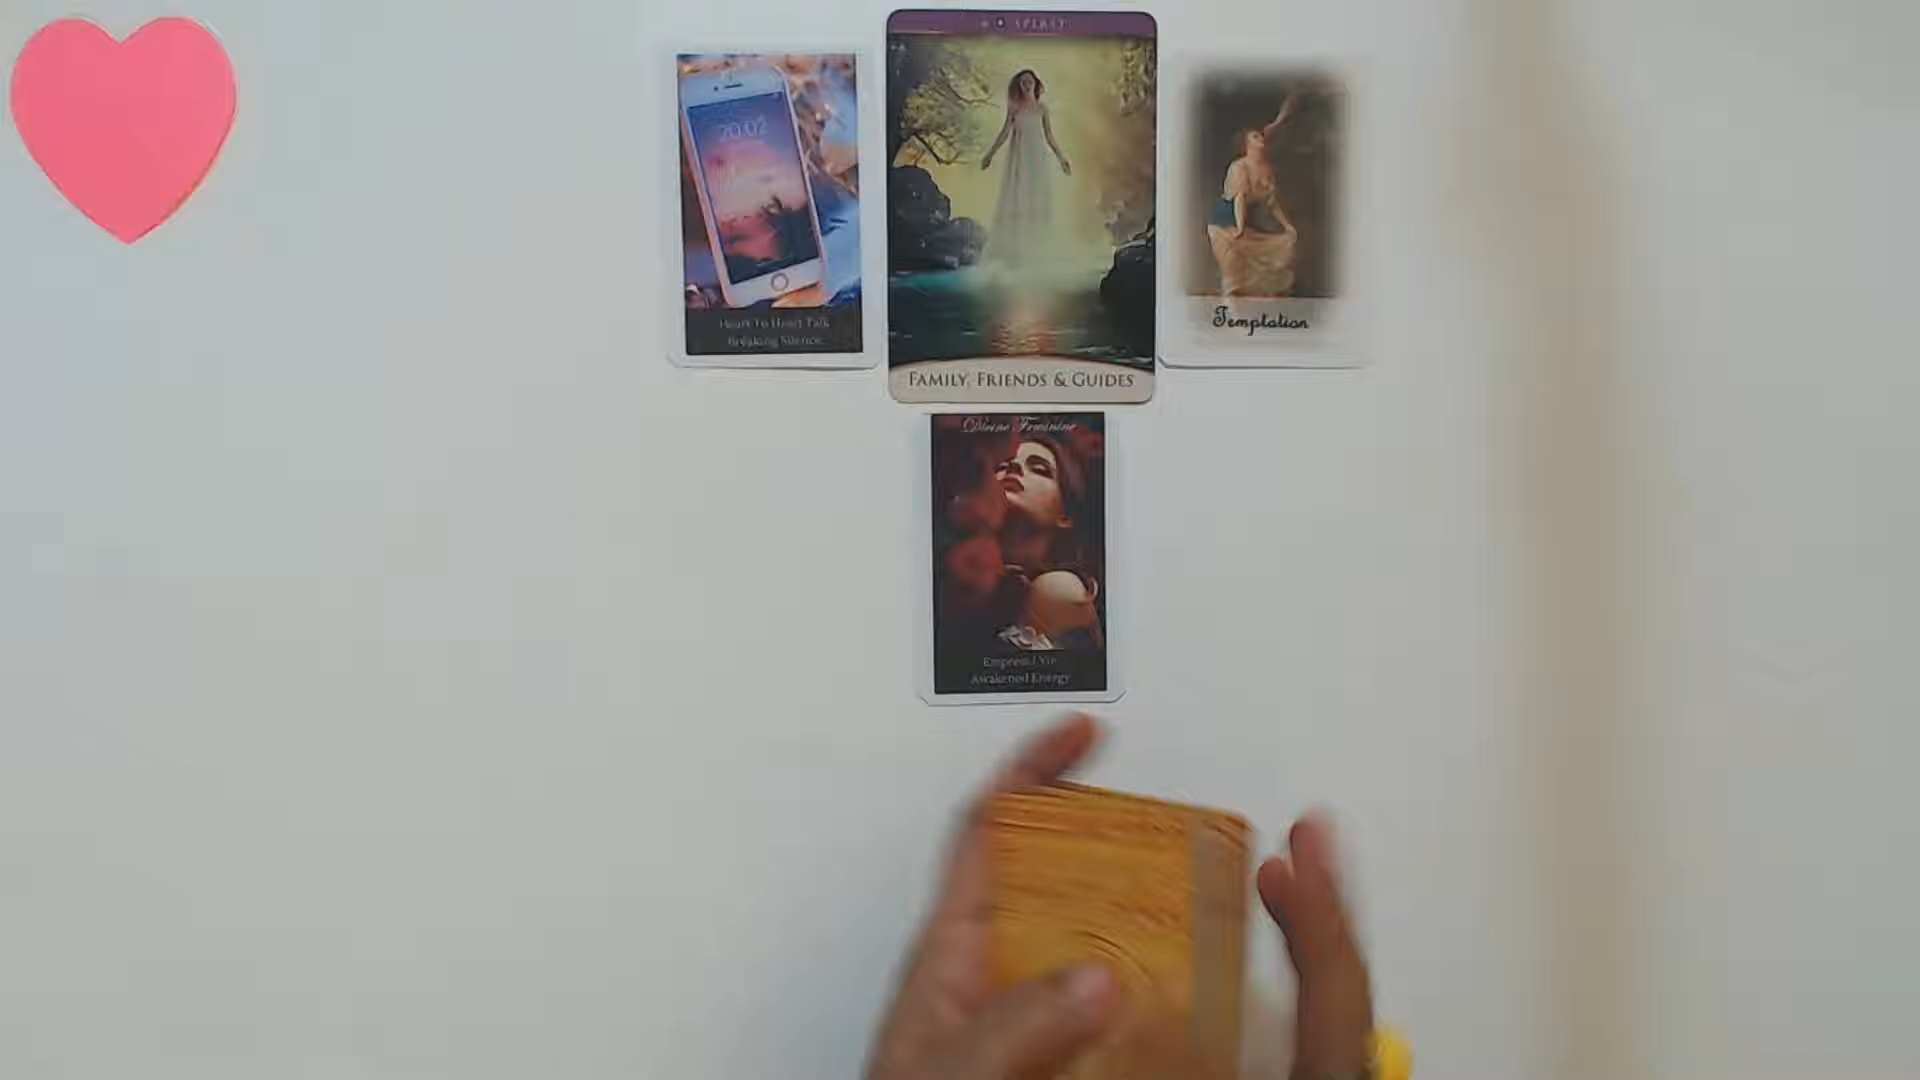 20:02
Heart To Heart Talk
Breaking Silence
SPIRIT
FAMILY, FRIENDS & GUIDES
Temptation
Divine Feminine
Empress / Yin
Awakened Energy